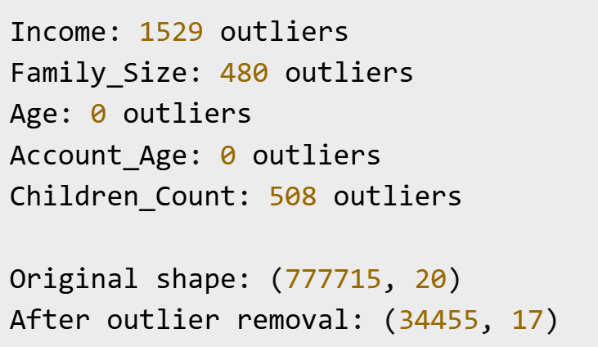 Income: 1529 outliers
Family_Size: 480 outliers
Age: 0 outliers
Account_Age: 0 outliers
Children_Count: 508 outliers
Original shape: (777715, 20)
After outlier removal: (34455, 17)